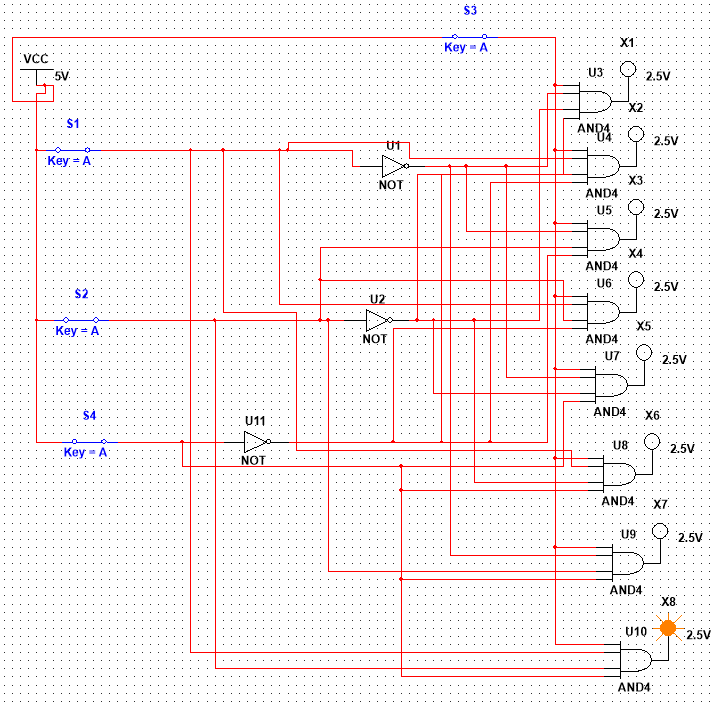 S3
Key = A
X1
VCC
5V
U3
2.5V
X2
S1
AND4
U4
2.5V
U1
Key = A
X3
NOT
AND4
U5
2.5V
X4
AND4
S2
U6
2.5V
U2
Key = A
X5
NOT
AND4
U7
2.5V
AND4
X6
S4
U11
U8
2.5V
Key = A
NOT
AND4
X7
U9
2.5V
AND4
X8
U10
2.5V
AND4